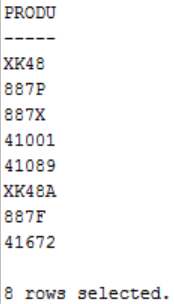 PRODU
-----
XK48
887P
887X
41001
41089
XK48A
887F
41672
8 rows selected.